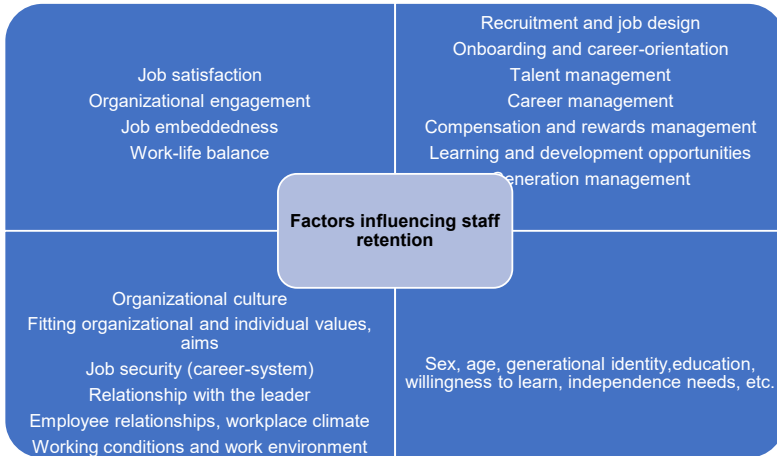 Job satisfaction
Organizational engagement
Job embeddedness
Work-life balance
Recruitment and job design
Onboarding and career-orientation
Talent management
Career management
Compensation and rewards management
Learning and development opportunities
Generation management
Factors influencing staff
retention
Organizational culture
Fitting organizational and individual values,
aims
Job security (career-system)
Relationship with the leader
Employee relationships, workplace climate
Working conditions and work environment
Sex, age, generational identity,education,
willingness to learn, independence needs, etc.